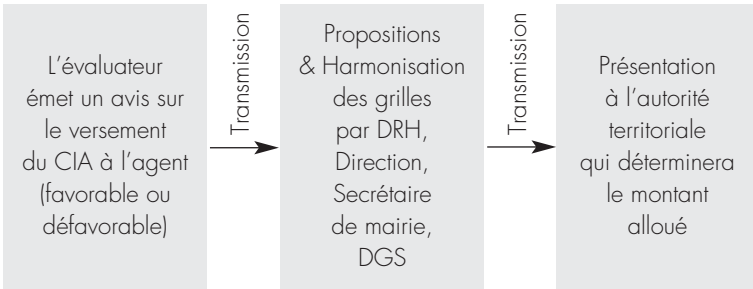 L'évaluateur
émet un avis sur
le versement
du CIA à l'agent
(favorable ou
défavorable)
Transmission
Propositions
& Harmonisation
des grilles
par DRH,
Direction,
Secrétaire
de mairie,
DGS
Transmission
Présentation
à l'autorité
territoriale
qui déterminera
le montant
alloué